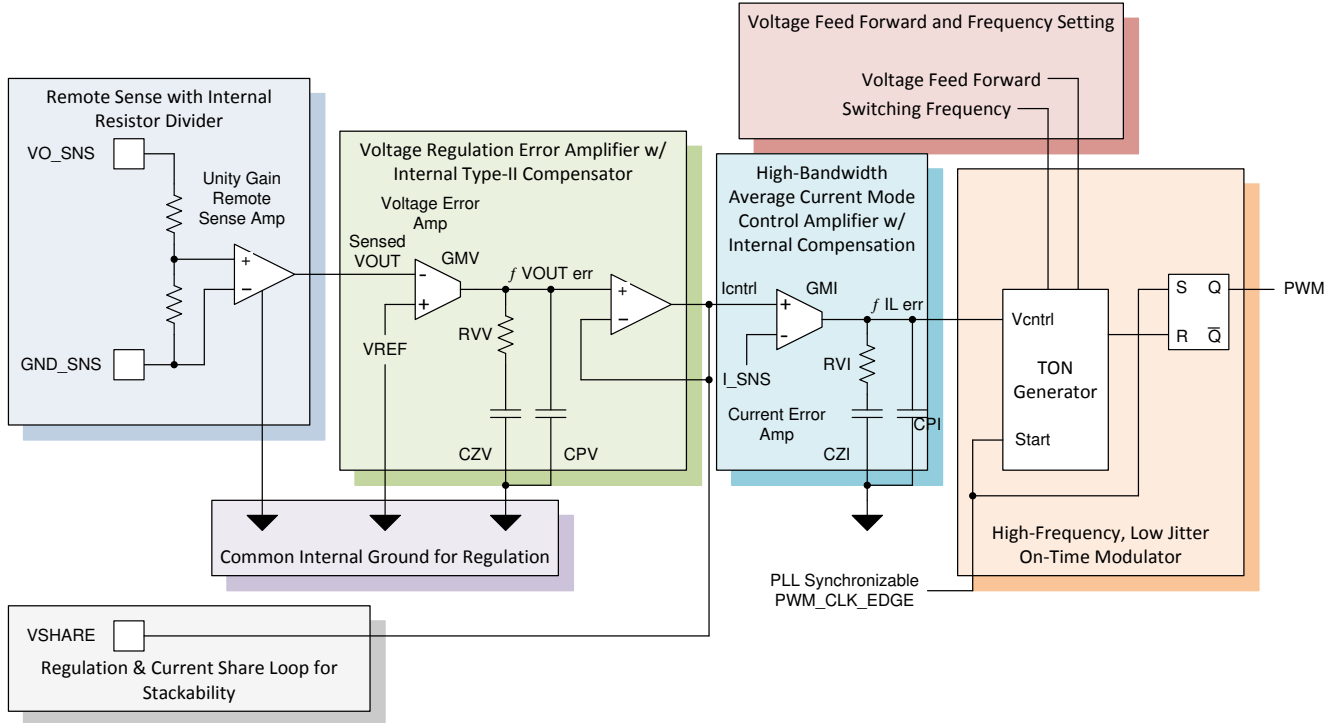 Voltage Feed Forward and Frequency Setting
Voltage Feed Forward
Switching Frequency
Remote Sense with Internal
Resistor Divider
VO_SNS
Unity Gain
Remote
Sense Amp
+
−
GND_SNS
Voltage Regulation Error Amplifier w/
Internal Type-II Compensator
Voltage Error
Amp
Sensed
VOUT
GMV
-
+
VREF
ƒ VOUT err
RVV
CZV
CPV
+
−
High-Bandwidth
Average Current Mode
Control Amplifier w/
Internal Compensation
Icntrl
GMI
+
-
I_SNS
ƒ IL err
RVI
Current Error
Amp
CZI
CPI
Vcntrl
TON
Generator
Start
S Q
R Q̅
PWM
High-Frequency, Low Jitter
On-Time Modulator
PLL Synchronizable
PWM_CLK_EDGE
Common Internal Ground for Regulation
VSHARE
Regulation & Current Share Loop for
Stackability